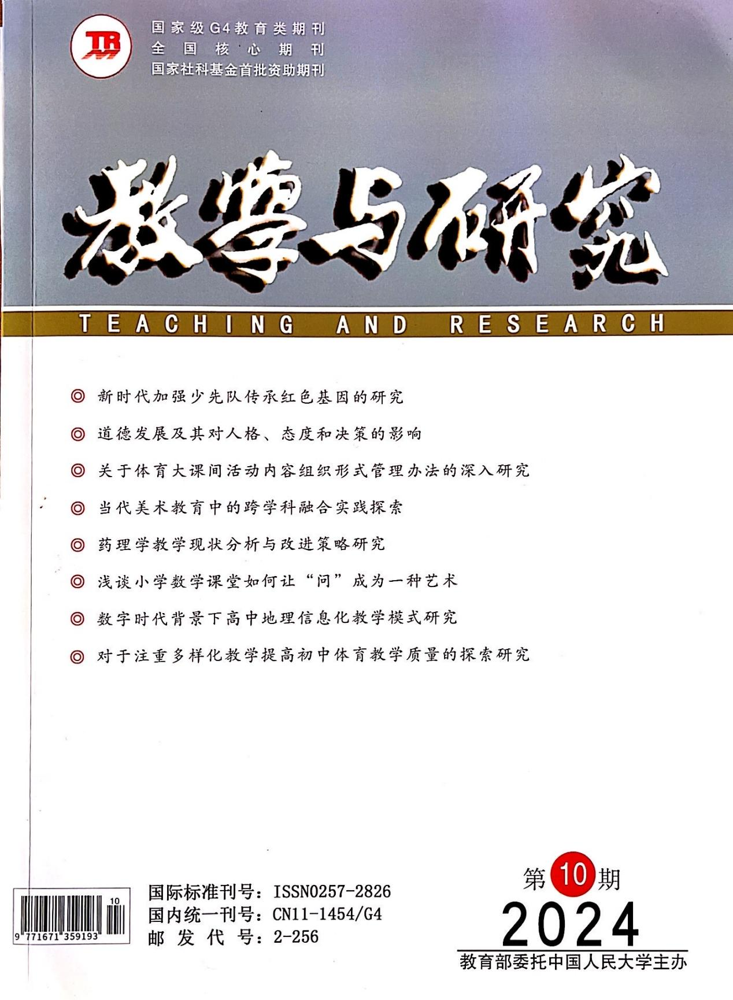 TR
国家级G4教育类期刊
全国核心期刊
国家社科基金首批资助期刊
教学与研究
TEACHING AND RESEARCH
◎ 新时代加强少先队传承红色基因的研究
◎ 道德发展及其对人格、态度和决策的影响
◎ 关于体育大课间活动内容组织形式管理办法的深入研究
◎ 当代美术教育中的跨学科融合实践探索
◎ 药理学教学现状分析与改进策略研究
◎ 浅谈小学数学课堂如何让“问”成为一种艺术
◎ 数字时代背景下高中地理信息化教学模式研究
◎ 对于注重多样化教学提高初中体育教学质量的探索研究
10
9 771671 359193
国际标准刊号：ISSN0257-2826
国内统一刊号：CN11-1454/G4
邮发代号：2-256
第10期
2024
教育部委托中国人民大学主办